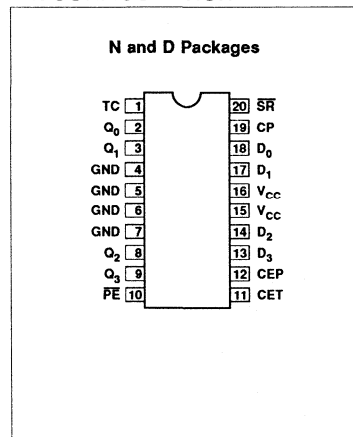 N and D Packages
TC 1 20 S̅R̅
Q0 2 19 CP
Q1 3 18 D0
GND 4 17 D1
GND 5 16 VCC
GND 6 15 VCC
GND 7 14 D2
Q2 8 13 D3
Q3 9 12 CEP
P̅E̅ 10 11 CET